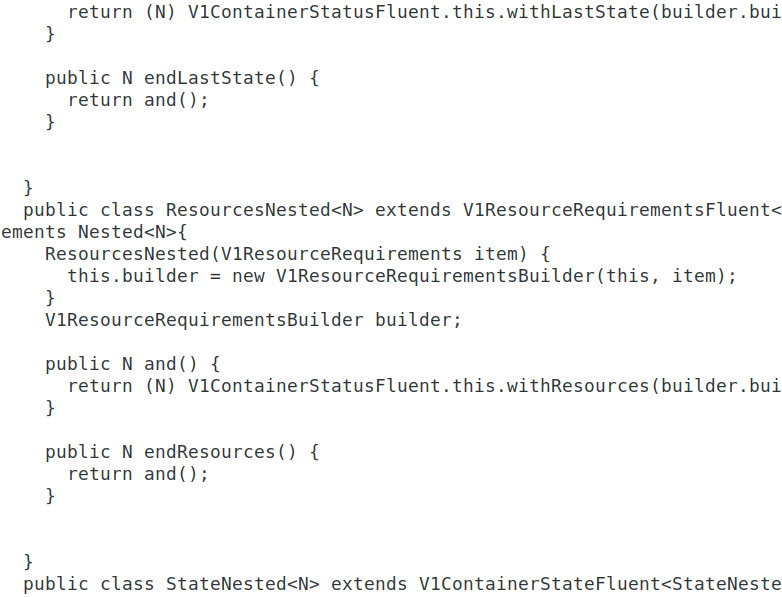 return (N) V1ContainerStatusFluent.this.withLastState(builder.bui
    }

    public N endLastState() {
      return and();
    }


  }
  public class ResourcesNested<N> extends V1ResourceRequirementsFluent<
ements Nested<N>{
    ResourcesNested(V1ResourceRequirements item) {
      this.builder = new V1ResourceRequirementsBuilder(this, item);
    }
    V1ResourceRequirementsBuilder builder;

    public N and() {
      return (N) V1ContainerStatusFluent.this.withResources(builder.bui
    }

    public N endResources() {
      return and();
    }


  }
  public class StateNested<N> extends V1ContainerStateFluent<StateNeste